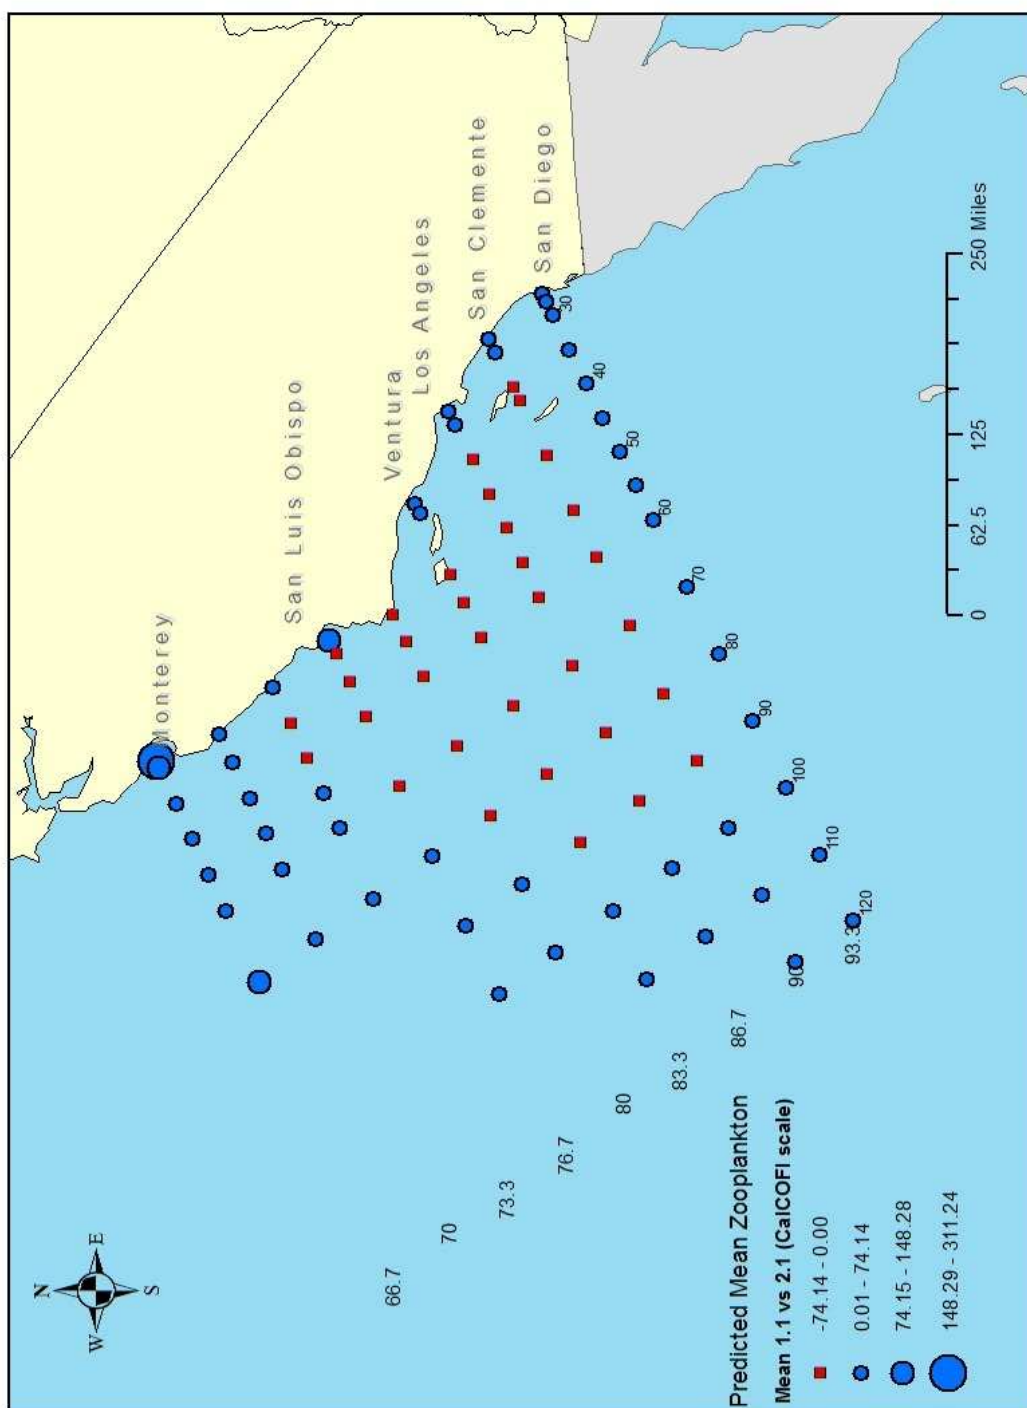 N
W
E
S
Monterey
San Luis Obispo
Ventura
Los Angeles
San Clemente
San Diego
30
40
50
60
70
80
90
100
110
120
66.7
70
73.3
76.7
80
83.3
86.7
90
93.3
Predicted Mean Zooplankton
Mean 1.1 vs 2.1 (CalCOFI scale)
-74.14 - 0.00
0.01 - 74.14
74.15 - 148.28
148.29 - 311.24
0 62.5 125 250 Miles